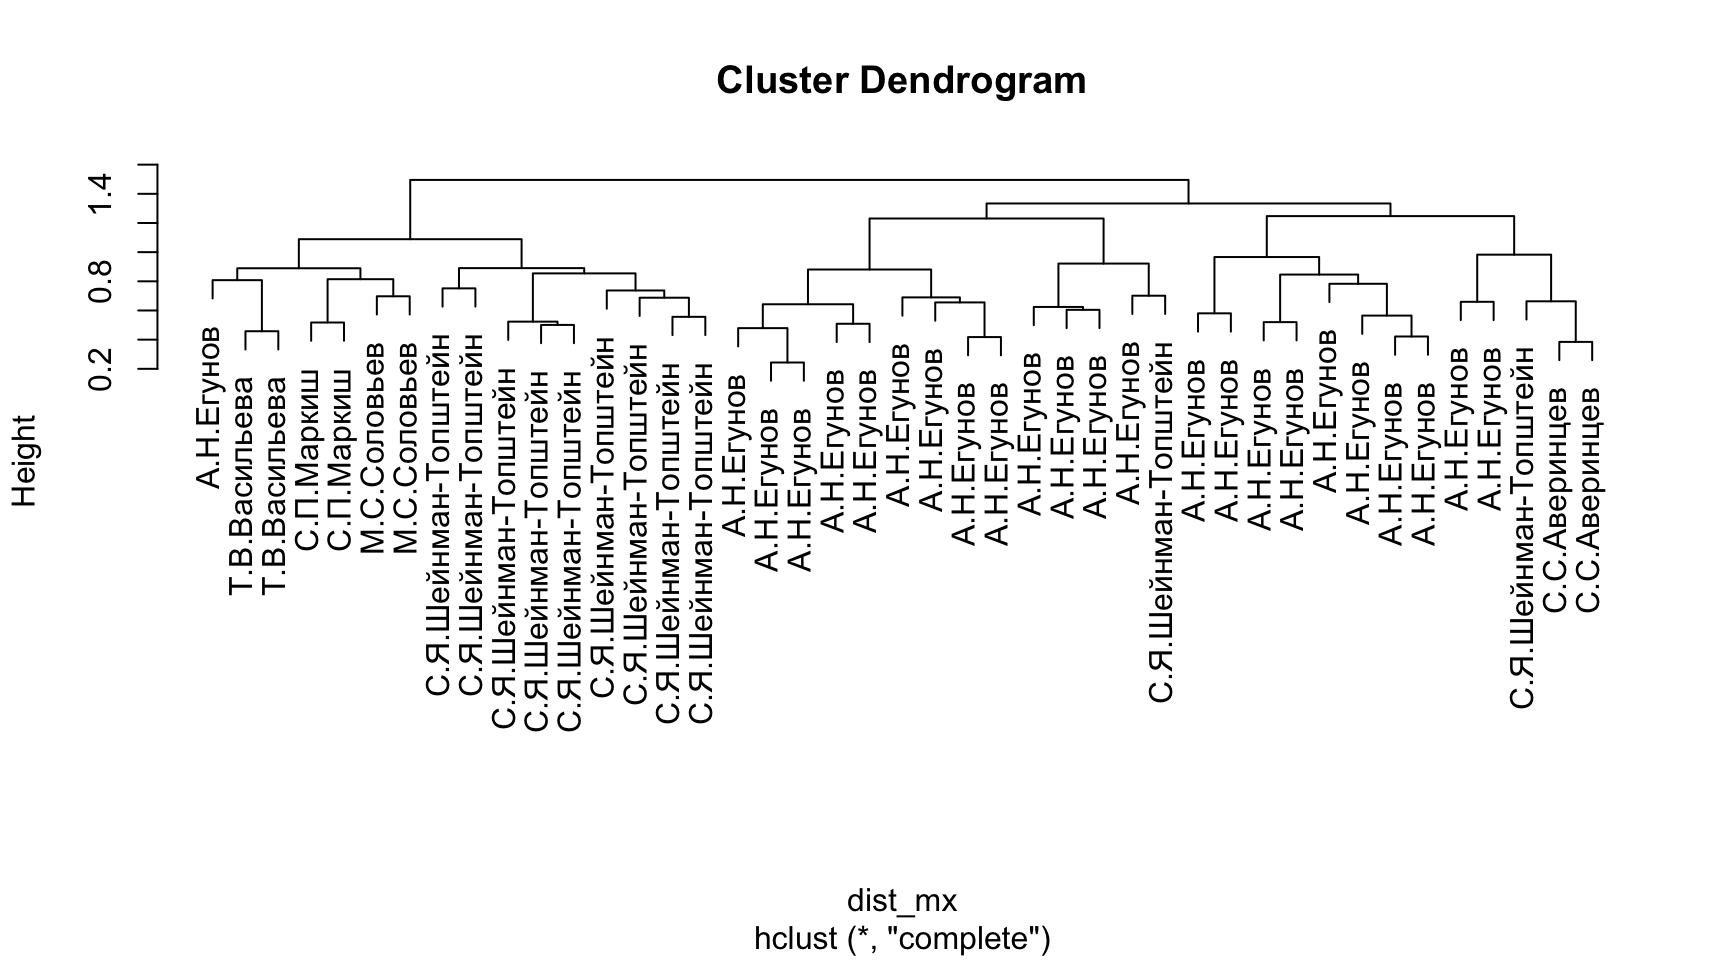 Cluster Dendrogram
Height
0.2
0.8
1.4
А.Н.Егунов
Т.В.Васильева
Т.В.Васильева
С.П.Маркиш
С.П.Маркиш
М.С.Соловьев
М.С.Соловьев
С.Я.Шейнман-Топштейн
С.Я.Шейнман-Топштейн
С.Я.Шейнман-Топштейн
С.Я.Шейнман-Топштейн
С.Я.Шейнман-Топштейн
С.Я.Шейнман-Топштейн
С.Я.Шейнман-Топштейн
С.Я.Шейнман-Топштейн
С.Я.Шейнман-Топштейн
А.Н.Егунов
А.Н.Егунов
А.Н.Егунов
А.Н.Егунов
А.Н.Егунов
А.Н.Егунов
А.Н.Егунов
А.Н.Егунов
А.Н.Егунов
А.Н.Егунов
А.Н.Егунов
А.Н.Егунов
А.Н.Егунов
С.Я.Шейнман-Топштейн
А.Н.Егунов
А.Н.Егунов
А.Н.Егунов
А.Н.Егунов
А.Н.Егунов
А.Н.Егунов
А.Н.Егунов
А.Н.Егунов
А.Н.Егунов
А.Н.Егунов
С.Я.Шейнман-Топштейн
С.С.Аверинцев
С.С.Аверинцев
dist_mx
hclust (*, "complete")